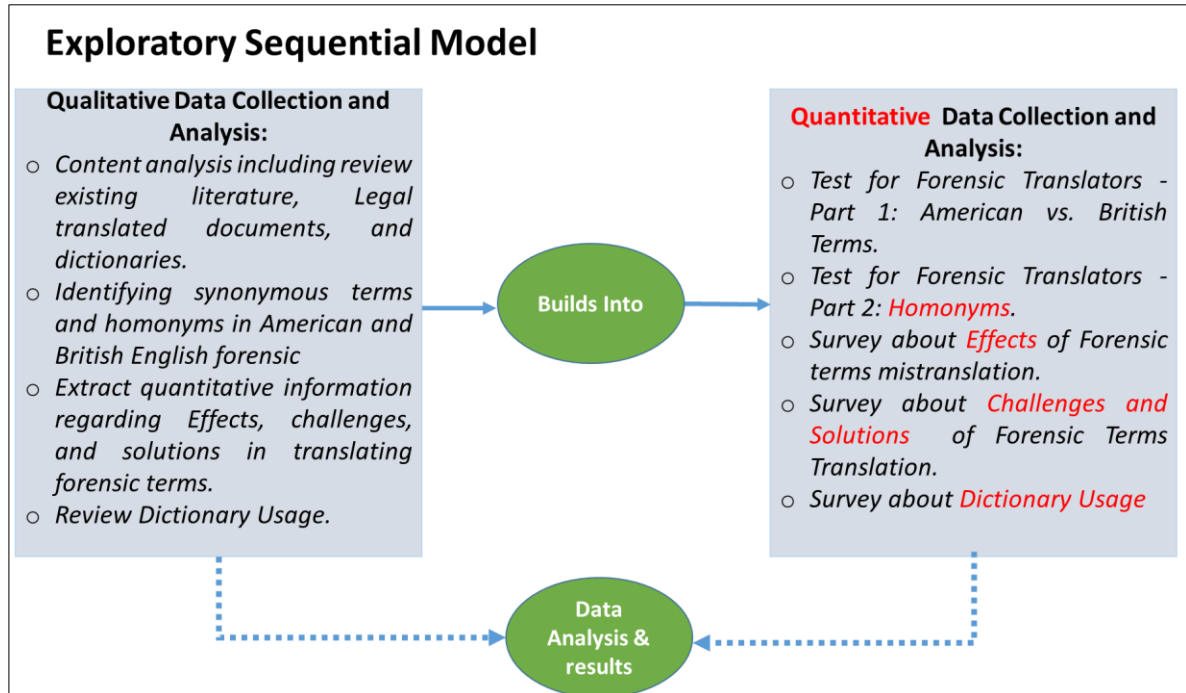 Exploratory Sequential Model
Qualitative Data Collection and
Analysis:
o Content analysis including review
existing literature, Legal
translated documents, and
dictionaries.
o Identifying synonymous terms
and homonyms in American and
British English forensic
o Extract quantitative information
regarding Effects, challenges,
and solutions in translating
forensic terms.
o Review Dictionary Usage.
Builds Into
Quantitative Data Collection and
Analysis:
o Test for Forensic Translators -
Part 1: American vs. British
Terms.
o Test for Forensic Translators -
Part 2: Homonyms.
o Survey about Effects of Forensic
terms mistranslation.
o Survey about Challenges and
Solutions of Forensic Terms
Translation.
o Survey about Dictionary Usage
Data
Analysis &
results